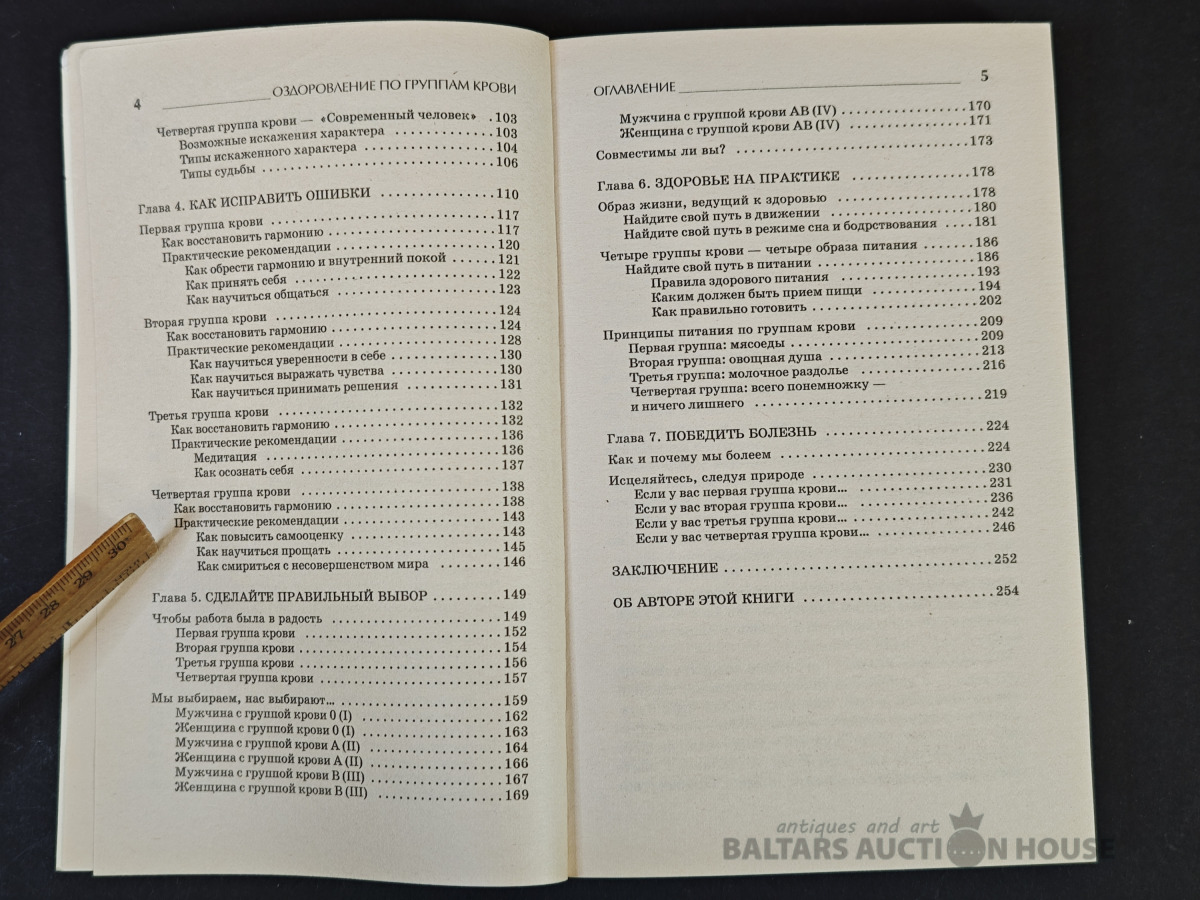 4 ОЗДОРОВЛЕНИЕ ПО ГРУППАМ КРОВИ
Четвертая группа крови — «Современный человек» . 103
Возможные искажения характера . . . . . . . . . . . . 103
Типы искаженного характера . . . . . . . . . . . . . . . 104
Типы судьбы . . . . . . . . . . . . . . . . . . . . . . . . . . . 106
Глава 4. КАК ИСПРАВИТЬ ОШИБКИ . . . . . . . . . . . . . . . 110
Первая группа крови . . . . . . . . . . . . . . . . . . . . . . . . . 117
Как восстановить гармонию . . . . . . . . . . . . . . . . . . 117
Практические рекомендации . . . . . . . . . . . . . . . . . 120
Как обрести гармонию и внутренний покой . . . . . . 121
Как принять себя . . . . . . . . . . . . . . . . . . . . . . 122
Как научиться общаться . . . . . . . . . . . . . . . . . 123
Вторая группа крови . . . . . . . . . . . . . . . . . . . . . . . . . 124
Как восстановить гармонию . . . . . . . . . . . . . . . . . . 124
Практические рекомендации . . . . . . . . . . . . . . . . . 128
Как научиться уверенности в себе . . . . . . . . . . . . 130
Как научиться выражать чувства . . . . . . . . . . . . 130
Как научиться принимать решения . . . . . . . . . . . 131
Третья группа крови . . . . . . . . . . . . . . . . . . . . . . . . . 132
Как восстановить гармонию . . . . . . . . . . . . . . . . . . 132
Практические рекомендации . . . . . . . . . . . . . . . . . 136
Медитация . . . . . . . . . . . . . . . . . . . . . . . . . . 136
Как осознать себя . . . . . . . . . . . . . . . . . . . . . . 137
Четвертая группа крови . . . . . . . . . . . . . . . . . . . . . . 138
Как восстановить гармонию . . . . . . . . . . . . . . . . . . 138
Практические рекомендации . . . . . . . . . . . . . . . . . 143
Как повысить самооценку . . . . . . . . . . . . . . . . . 143
Как научиться прощать . . . . . . . . . . . . . . . . . . 145
Как смириться с несовершенством мира . . . . . . . . 146
Глава 5. СДЕЛАЙТЕ ПРАВИЛЬНЫЙ ВЫБОР . . . . . . . . . 149
Чтобы работа была в радость . . . . . . . . . . . . . . . . . . . 149
Первая группа крови . . . . . . . . . . . . . . . . . . . . . . 152
Вторая группа крови . . . . . . . . . . . . . . . . . . . . . . 154
Третья группа крови . . . . . . . . . . . . . . . . . . . . . . 156
Четвертая группа крови . . . . . . . . . . . . . . . . . . . . 157
Мы выбираем, нас выбирают... . . . . . . . . . . . . . . . . . . 159
Мужчина с группой крови 0 (I) . . . . . . . . . . . . . . . . 162
Женщина с группой крови 0 (I) . . . . . . . . . . . . . . . . 163
Мужчина с группой крови А (II) . . . . . . . . . . . . . . . 164
Женщина с группой крови А (II) . . . . . . . . . . . . . . . 166
Мужчина с группой крови В (III) . . . . . . . . . . . . . . . 167
Женщина с группой крови В (III) . . . . . . . . . . . . . . 169
ОГЛАВЛЕНИЕ 5
Мужчина с группой крови АВ (IV) . . . . . . . . . . . . . . 170
Женщина с группой крови АВ (IV) . . . . . . . . . . . . . 171
Совместимы ли вы? . . . . . . . . . . . . . . . . . . . . . . . . . . 173
Глава 6. ЗДОРОВЬЕ НА ПРАКТИКЕ . . . . . . . . . . . . . . . 178
Образ жизни, ведущий к здоровью . . . . . . . . . . . . . . . 178
Найдите свой путь в движении . . . . . . . . . . . . . . . . 180
Найдите свой путь в режиме сна и бодрствования . . . . 181
Четыре группы крови — четыре образа питания . . . . . . 186
Найдите свой путь в питании . . . . . . . . . . . . . . . . . 186
Правила здорового питания . . . . . . . . . . . . . . . . 193
Каким должен быть прием пищи . . . . . . . . . . . . . 194
Как правильно готовить . . . . . . . . . . . . . . . . . . 202
Принципы питания по группам крови . . . . . . . . . . . . . 209
Первая группа: мясоеды . . . . . . . . . . . . . . . . . . . . 209
Вторая группа: овощная душа . . . . . . . . . . . . . . . . 213
Третья группа: молочное раздолье . . . . . . . . . . . . . 216
Четвертая группа: всего понемножку —
и ничего лишнего . . . . . . . . . . . . . . . . . . . . . . . . 219
Глава 7. ПОБЕДИТЬ БОЛЕЗНЬ . . . . . . . . . . . . . . . . . . 224
Как и почему мы болеем . . . . . . . . . . . . . . . . . . . . . . 224
Исцеляйтесь, следуя природе . . . . . . . . . . . . . . . . . . . 230
Если у вас первая группа крови... . . . . . . . . . . . . . . . 231
Если у вас вторая группа крови... . . . . . . . . . . . . . . . 236
Если у вас третья группа крови... . . . . . . . . . . . . . . . 242
Если у вас четвертая группа крови... . . . . . . . . . . . . . 246
ЗАКЛЮЧЕНИЕ . . . . . . . . . . . . . . . . . . . . . . . . . . . . . 252
ОБ АВТОРЕ ЭТОЙ КНИГИ . . . . . . . . . . . . . . . . . . . . . 254
27 28 29 30
antiques and art
BALTARS AUCTION HOUSE